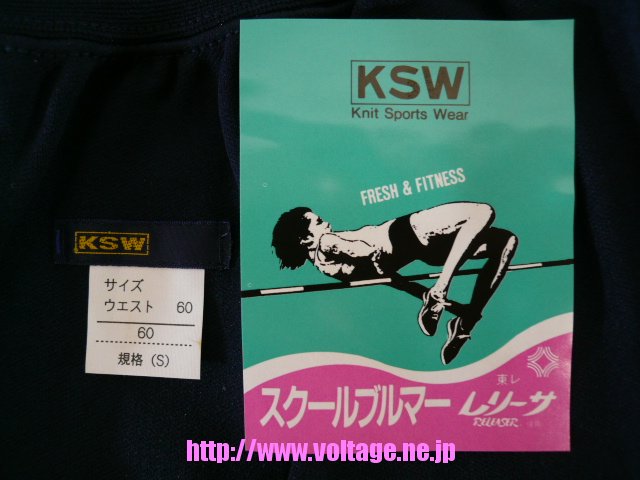 KSW
Knit Sports Wear
FRESH & FITNESS
KSW
サイズ
ウエスト 60
60
規格 (S)
東レ
スクールブルマー レリーサ
RELEASER
http://www.voltage.ne.jp